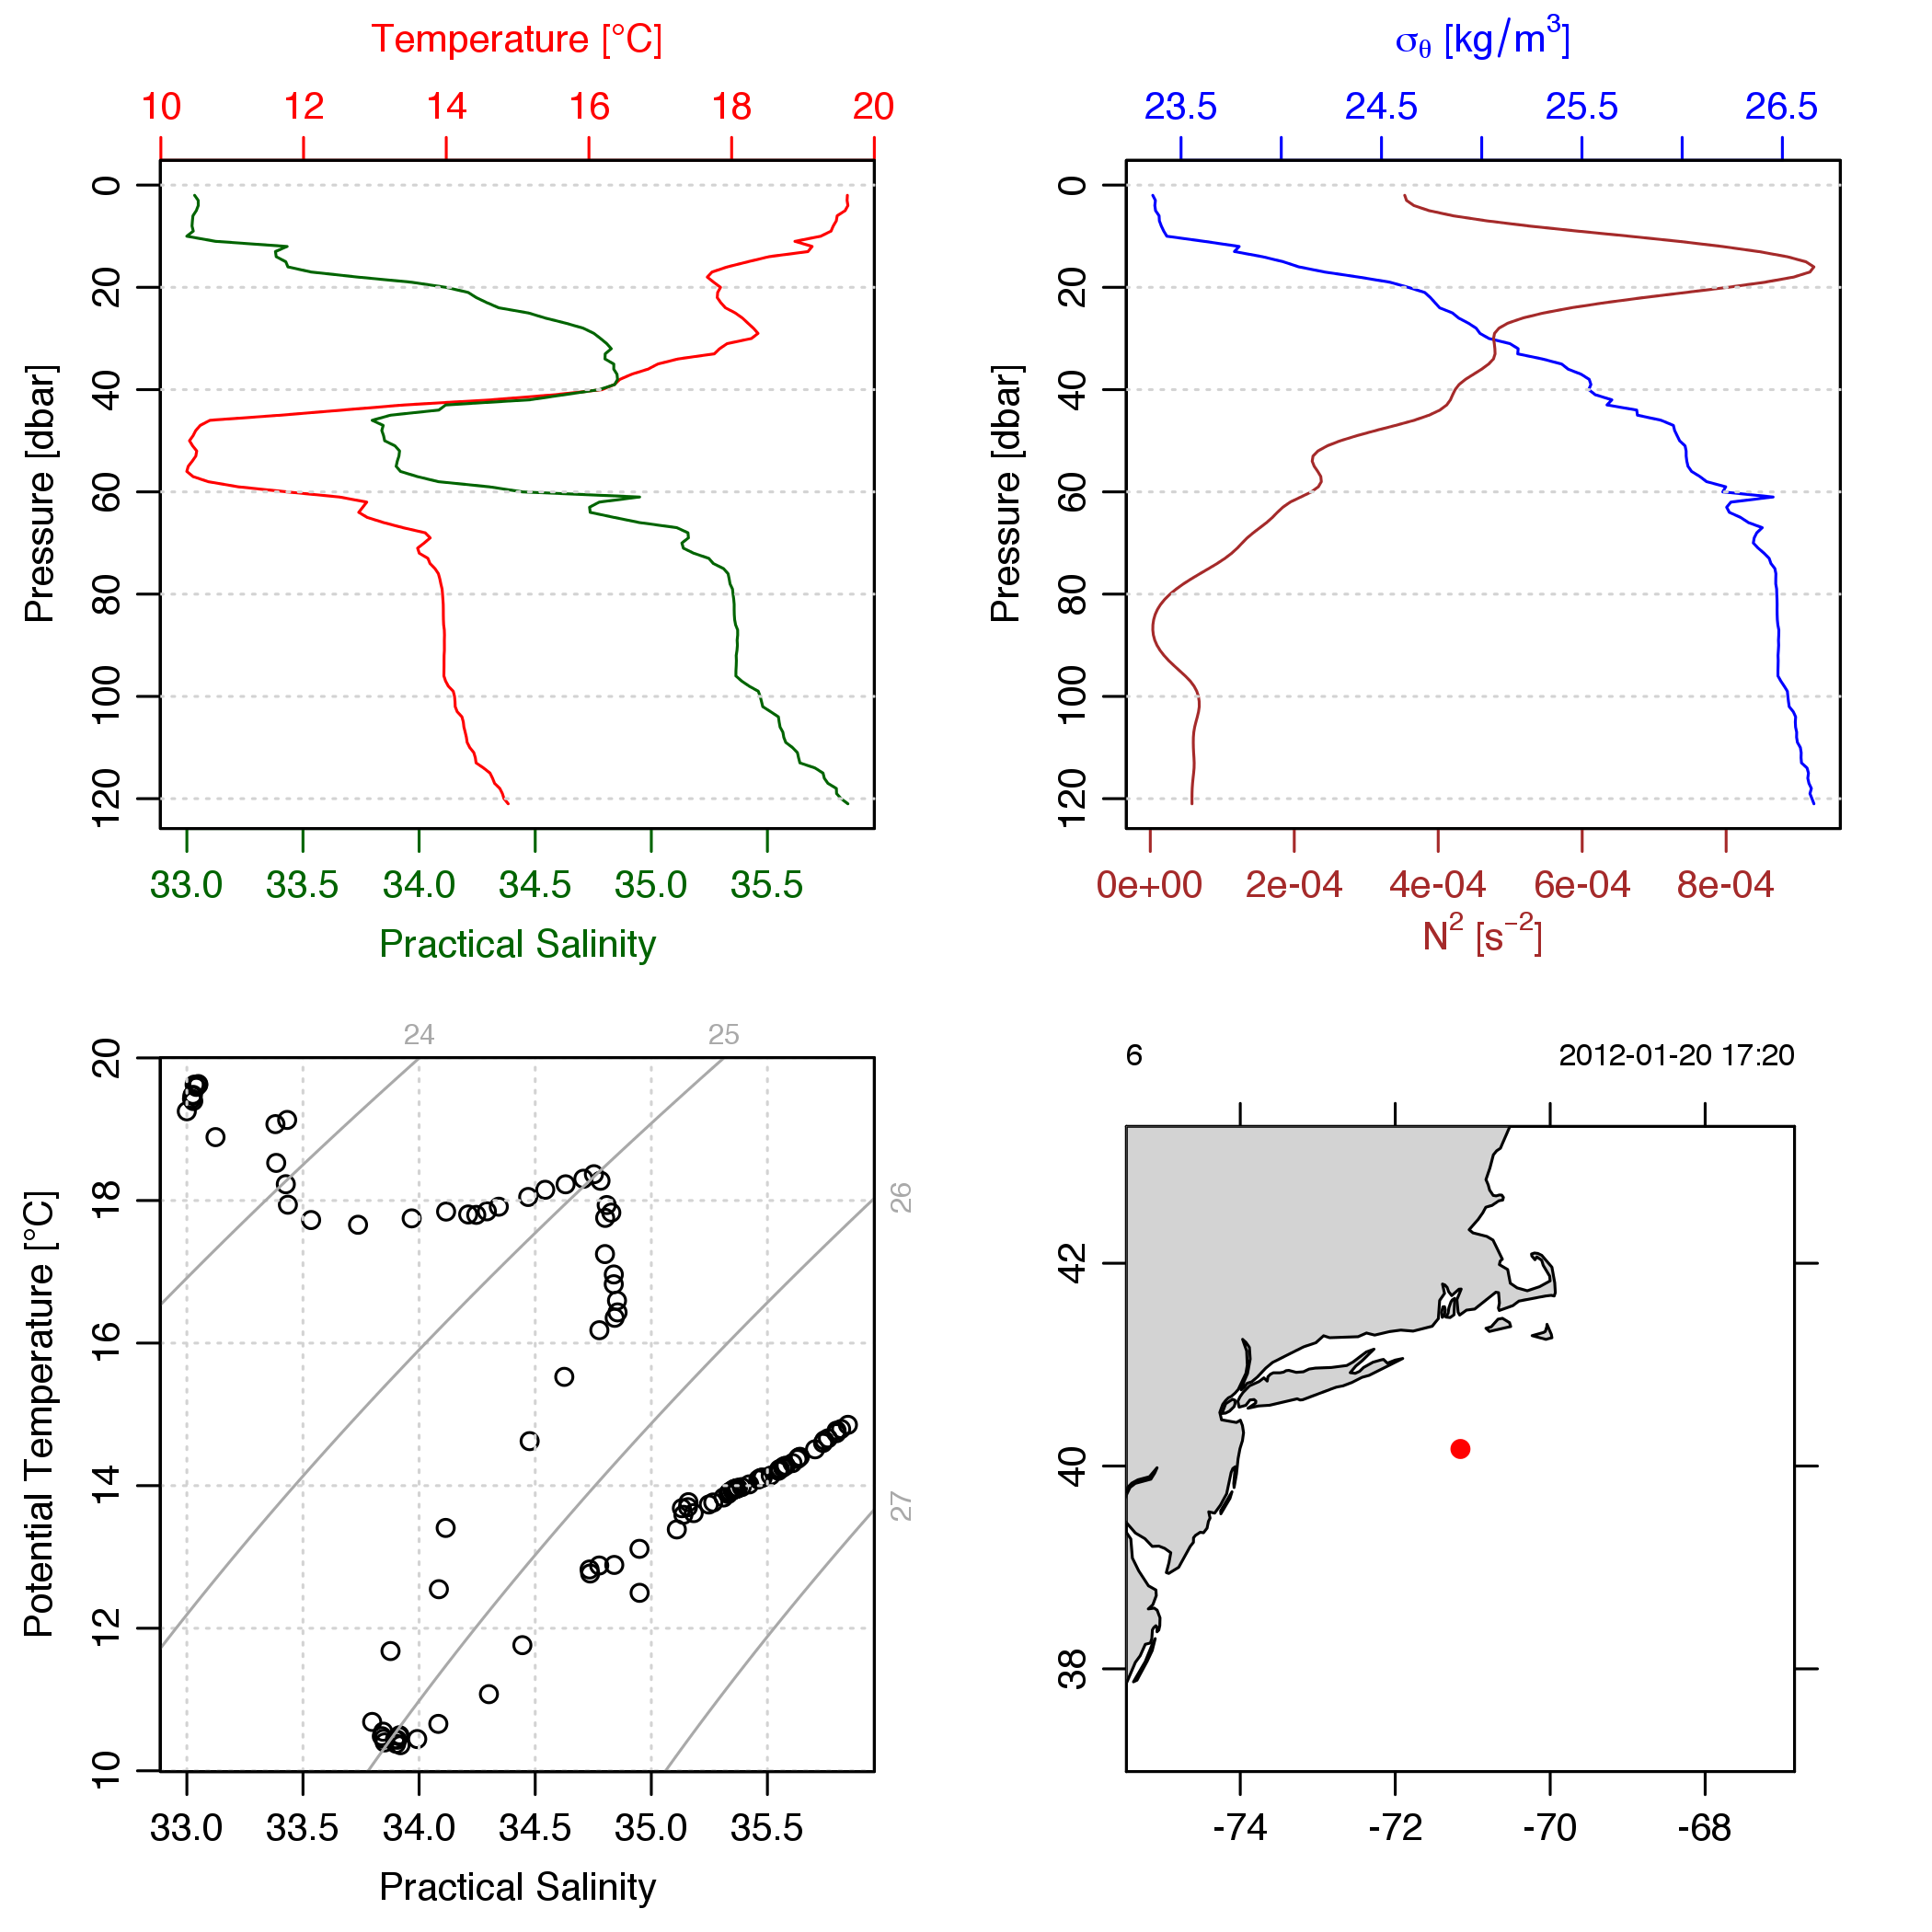 Temperature [°C]
10 12 14 16 18 20
Pressure [dbar]
0 20 40 60 80 100 120
33.0 33.5 34.0 34.5 35.0 35.5
Practical Salinity
σθ [kg/m³]
23.5 24.5 25.5 26.5
Pressure [dbar]
0 20 40 60 80 100 120
0e+00 2e-04 4e-04 6e-04 8e-04
N² [s⁻²]
24 25
26
27
Potential Temperature [°C]
20 18 16 14 12 10
33.0 33.5 34.0 34.5 35.0 35.5
Practical Salinity
6 2012-01-20 17:20
42
40
38
-74 -72 -70 -68